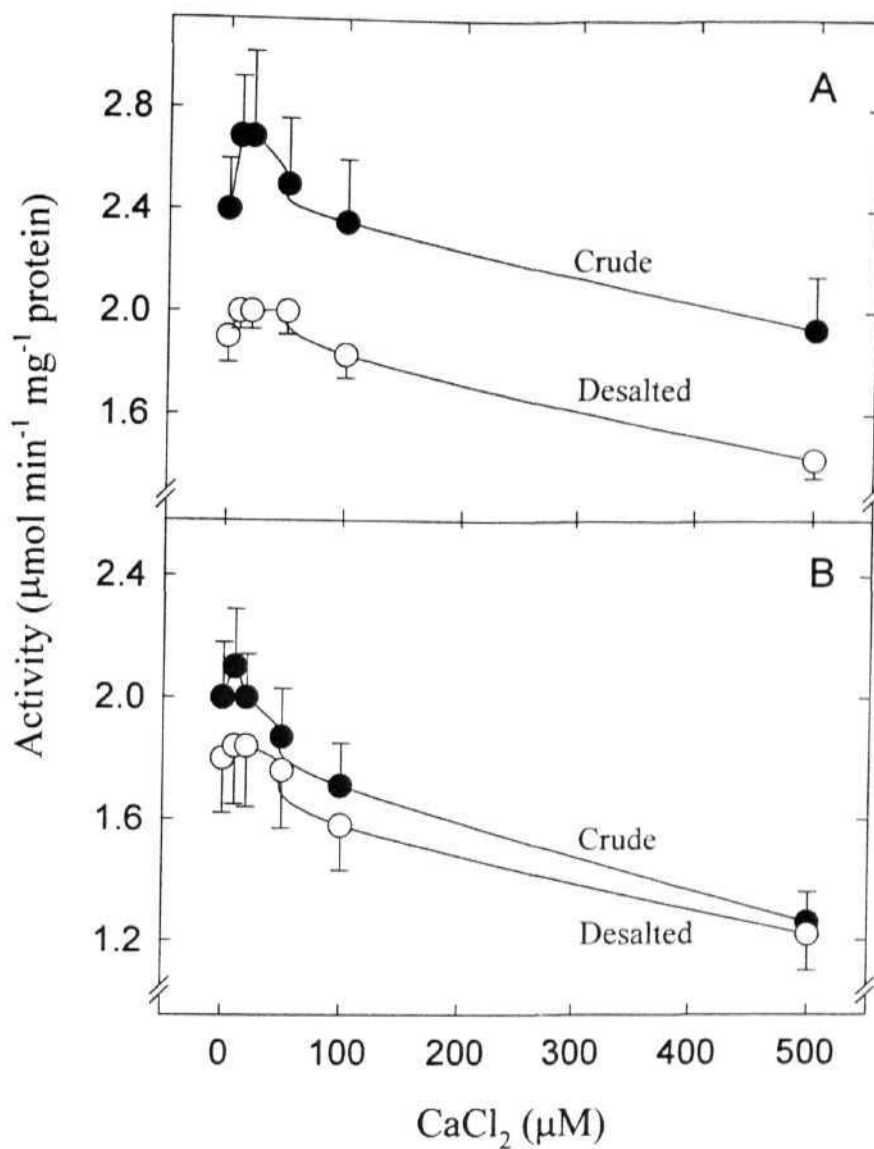 Activity (μmol min⁻¹ mg⁻¹ protein)
A
2.8
2.4
2.0
1.6
Crude
Desalted
B
2.4
2.0
1.6
1.2
Crude
Desalted
0 100 200 300 400 500
CaCl₂ (μM)